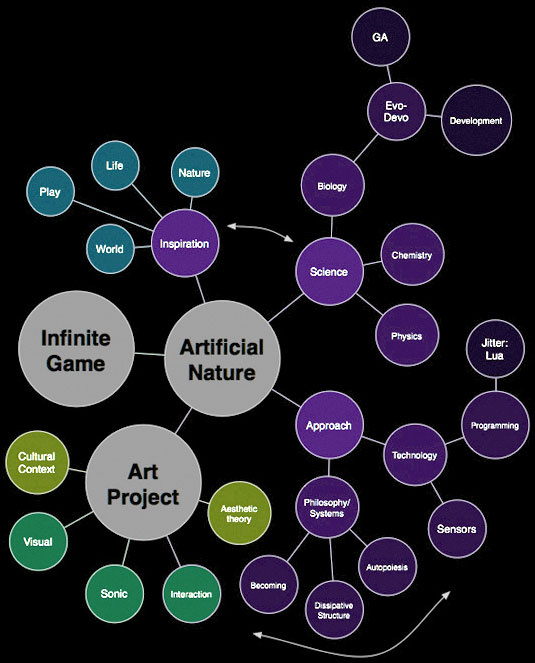 GA
Evo-
Devo
Development
Life
Nature
Play
Biology
World
Inspiration
Science
Chemistry
Physics
Infinite
Game
Artificial
Nature
Jitter:
Lua
Approach
Programming
Technology
Cultural
Context
Art
Project
Aesthetic
theory
Philosophy/
Systems
Sensors
Visual
Sonic
Interaction
Becoming
Autopoiesis
Dissipative
Structure